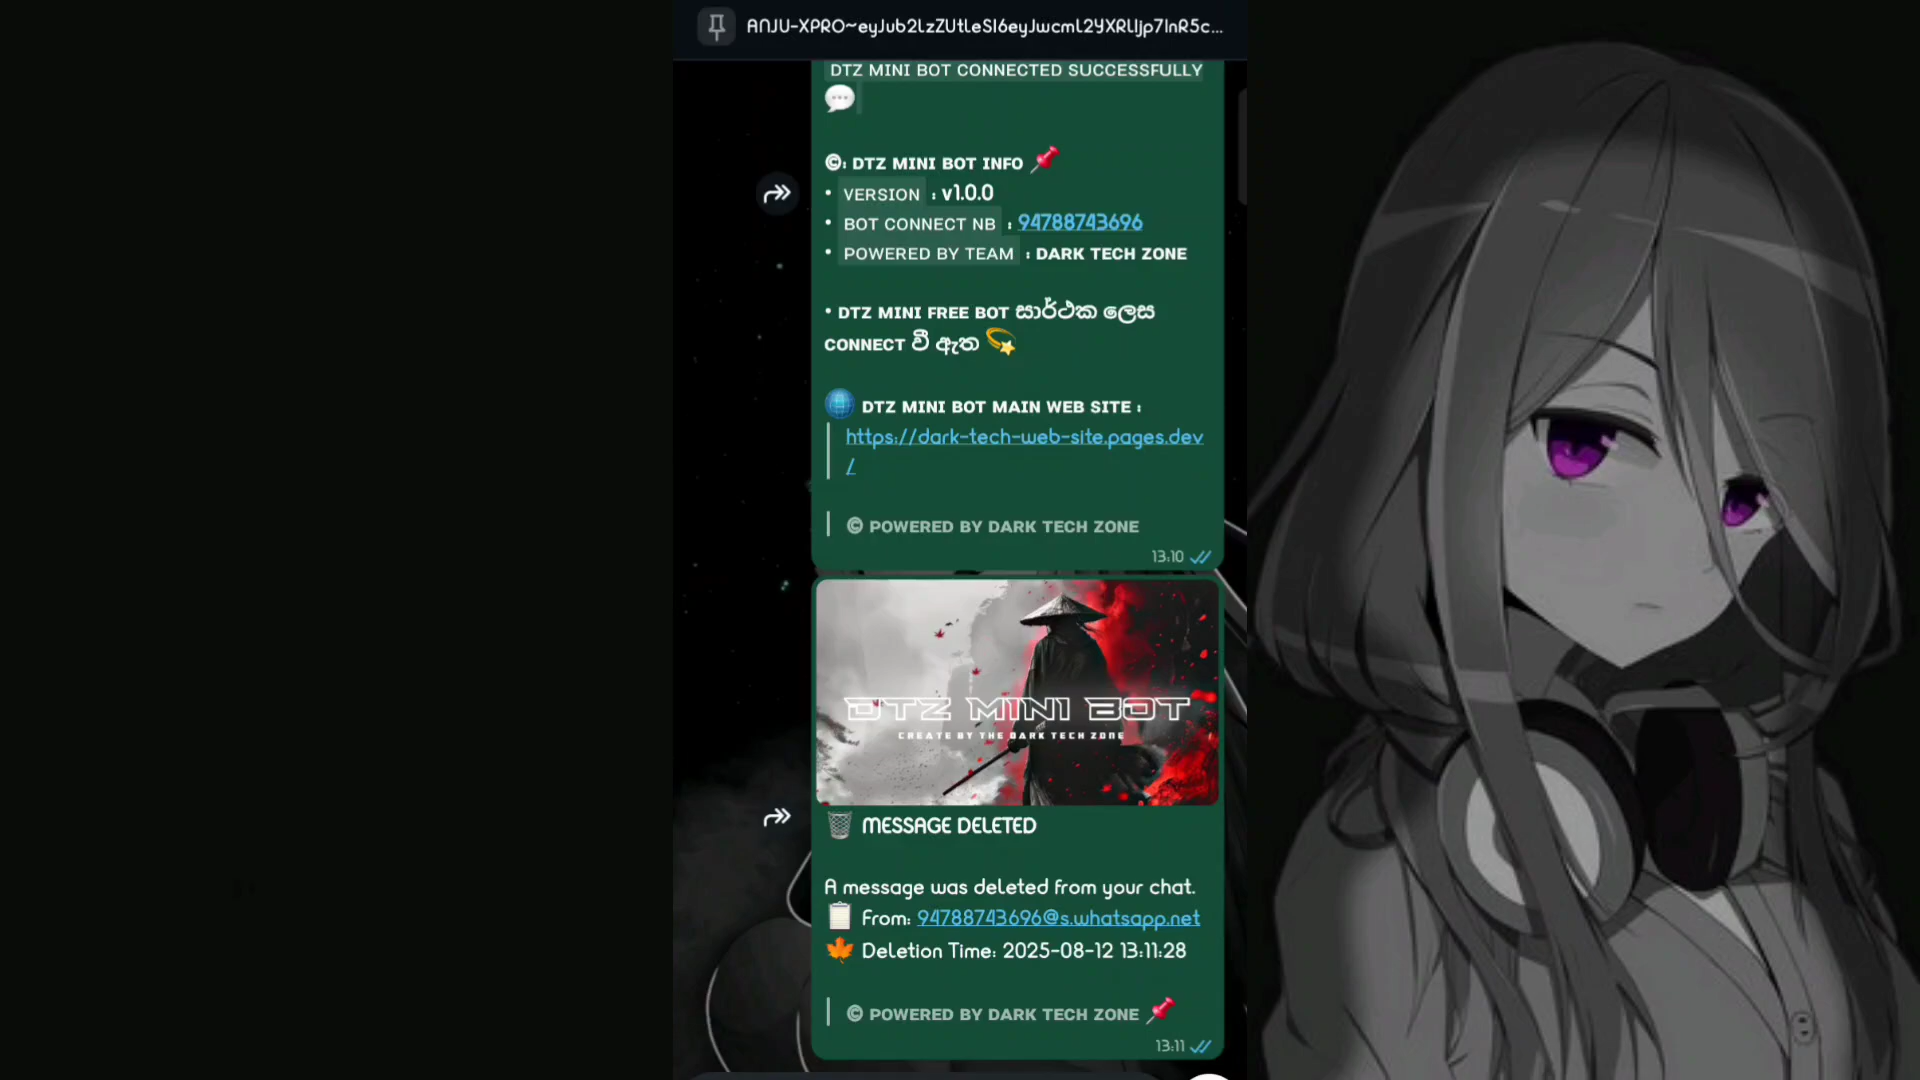 ANJU-XPRO~eyJub2lzZUtleSI6eyJwcml2YXRlIjp7InR5c...
DTZ MINI BOT CONNECTED SUCCESSFULLY
💬
©: DTZ MINI BOT INFO 📌
• VERSION : v1.0.0
• BOT CONNECT NB : 94788743696
• POWERED BY TEAM : DARK TECH ZONE
• DTZ MINI FREE BOT සාර්ථක ලෙස
CONNECT වී ඇත 💫
🌐 DTZ MINI BOT MAIN WEB SITE :
https://dark-tech-web-site.pages.dev
/
© POWERED BY DARK TECH ZONE
13:10
DTZ MINI BOT
CREATE BY THE DARK TECH ZONE
🗑️ MESSAGE DELETED
A message was deleted from your chat.
📋 From: 94788743696@s.whatsapp.net
🍁 Deletion Time: 2025-08-12 13:11:28
© POWERED BY DARK TECH ZONE 📌
13:11